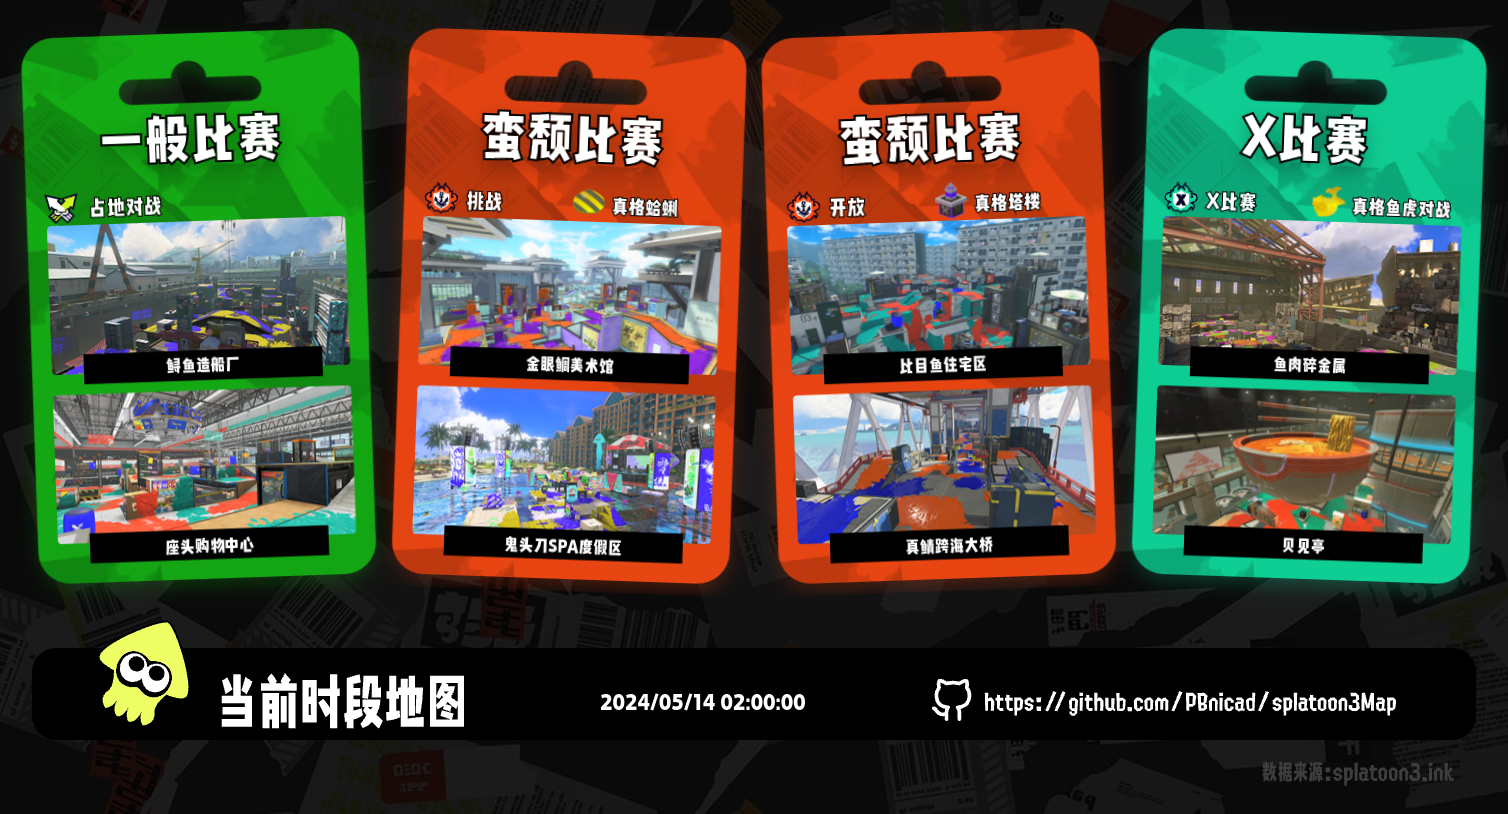 一般比赛
占地对战
鲟鱼造船厂
座头购物中心
蛮颓比赛
挑战
真格蛤蜊
金眼鲷美术馆
鬼头刀SPA度假区
蛮颓比赛
开放
真格塔楼
比目鱼住宅区
真鲭跨海大桥
X比赛
X比赛
真格鱼虎对战
鱼肉碎金属
贝见亭
当前时段地图
2024/05/14 02:00:00
https://github.com/PBnicad/splatoon3Map
数据来源:splatoon3.ink